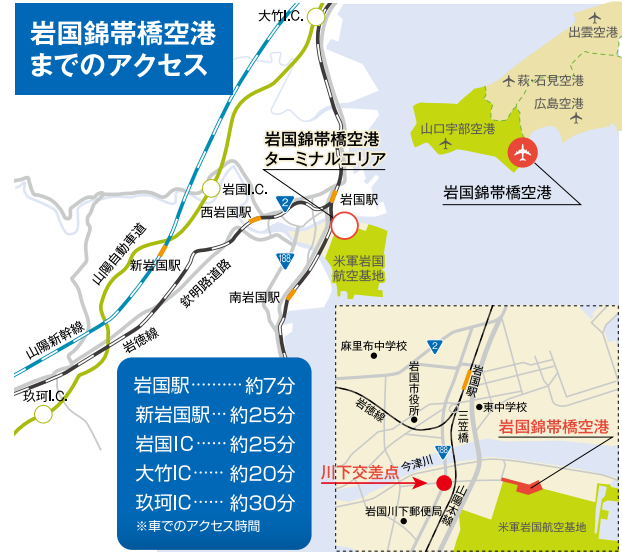 岩国錦帯橋空港
までのアクセス
大竹I.C.
出雲空港
萩・石見空港
広島空港
山口宇部空港
岩国錦帯橋空港
岩国錦帯橋空港
ターミナルエリア
岩国I.C.
岩国駅
西岩国駅
2
山陽自動車道
新岩国駅
欽明路道路
188
米軍岩国
航空基地
南岩国駅
山陽新幹線
岩徳線
玖珂I.C.
岩国駅………… 約7分
新岩国駅… 約25分
岩国IC…… 約25分
大竹IC…… 約20分
玖珂IC…… 約30分
※車でのアクセス時間
麻里布中学校
2
岩国駅
岩国市役所
岩徳線
三笠橋
東中学校
岩国錦帯橋空港
188
今津川
川下交差点
山陽本線
岩国川下郵便局
米軍岩国航空基地